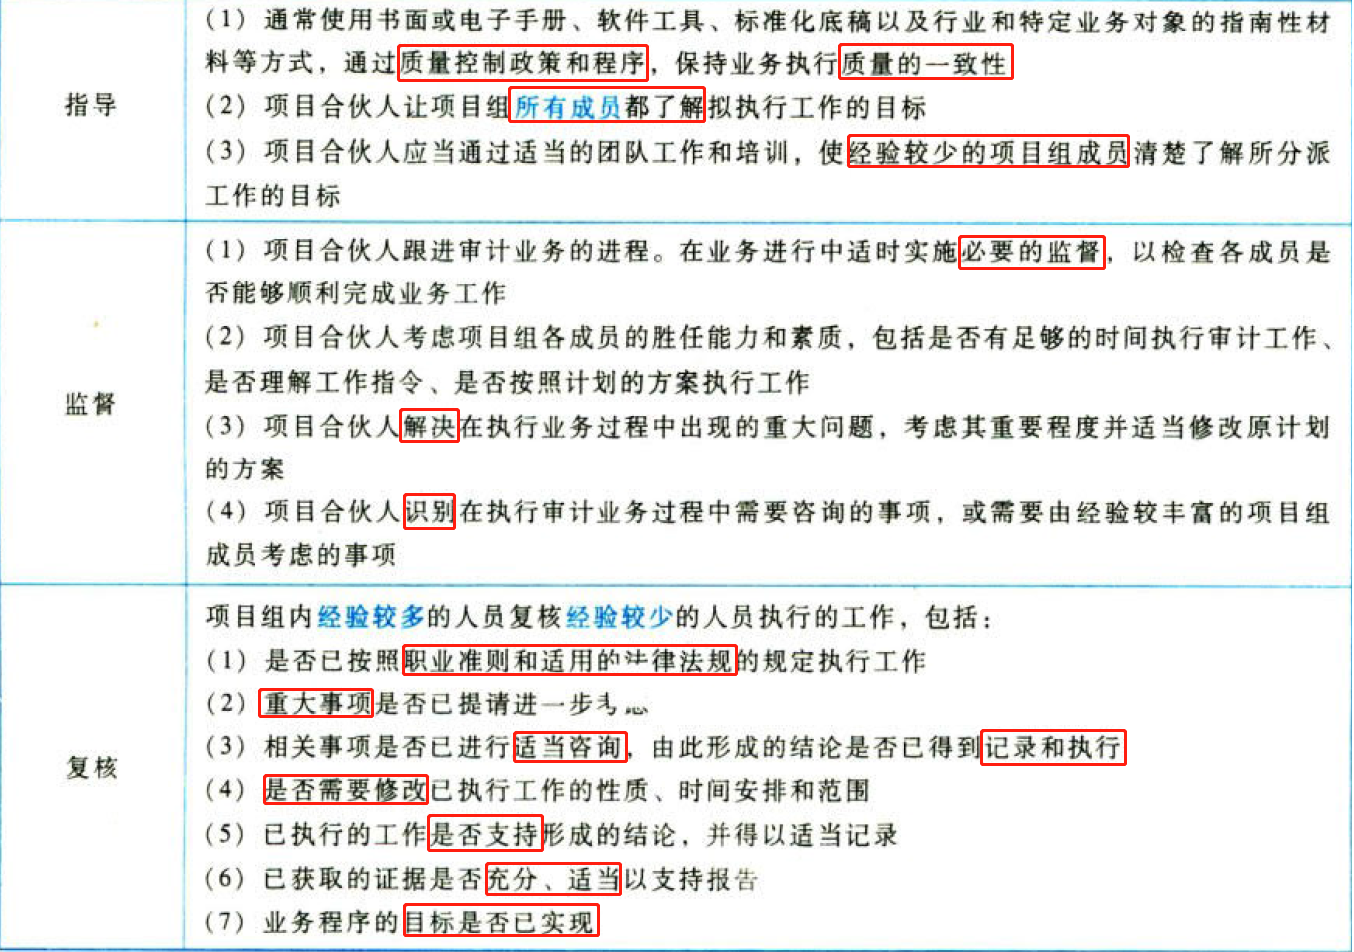 指导
(1) 通常使用书面或电子手册、软件工具、标准化底稿以及行业和特定业务对象的指南性材
料等方式，通过质量控制政策和程序，保持业务执行质量的一致性
(2) 项目合伙人让项目组所有成员都了解拟执行工作的目标
(3) 项目合伙人应当通过适当的团队工作和培训，使经验较少的项目组成员清楚了解所分派
工作的目标
监督
(1) 项目合伙人跟进审计业务的进程。在业务进行中适时实施必要的监督，以检查各成员是
否能够顺利完成业务工作
(2) 项目合伙人考虑项目组各成员的胜任能力和素质，包括是否有足够的时间执行审计工作、
是否理解工作指令、是否按照计划的方案执行工作
(3) 项目合伙人解决在执行业务过程中出现的重大问题，考虑其重要程度并适当修改原计划
的方案
(4) 项目合伙人识别在执行审计业务过程中需要咨询的事项，或需要由经验较丰富的项目组
成员考虑的事项
复核
项目组内经验较多的人员复核经验较少的人员执行的工作，包括：
(1) 是否已按照职业准则和适用的法律法规的规定执行工作
(2) 重大事项是否已提请进一步
(3) 相关事项是否已进行适当咨询，由此形成的结论是否已得到记录和执行
(4) 是否需要修改已执行工作的性质、时间安排和范围
(5) 已执行的工作是否支持形成的结论，并得以适当记录
(6) 已获取的证据是否充分、适当以支持报告
(7) 业务程序的目标是否已实现